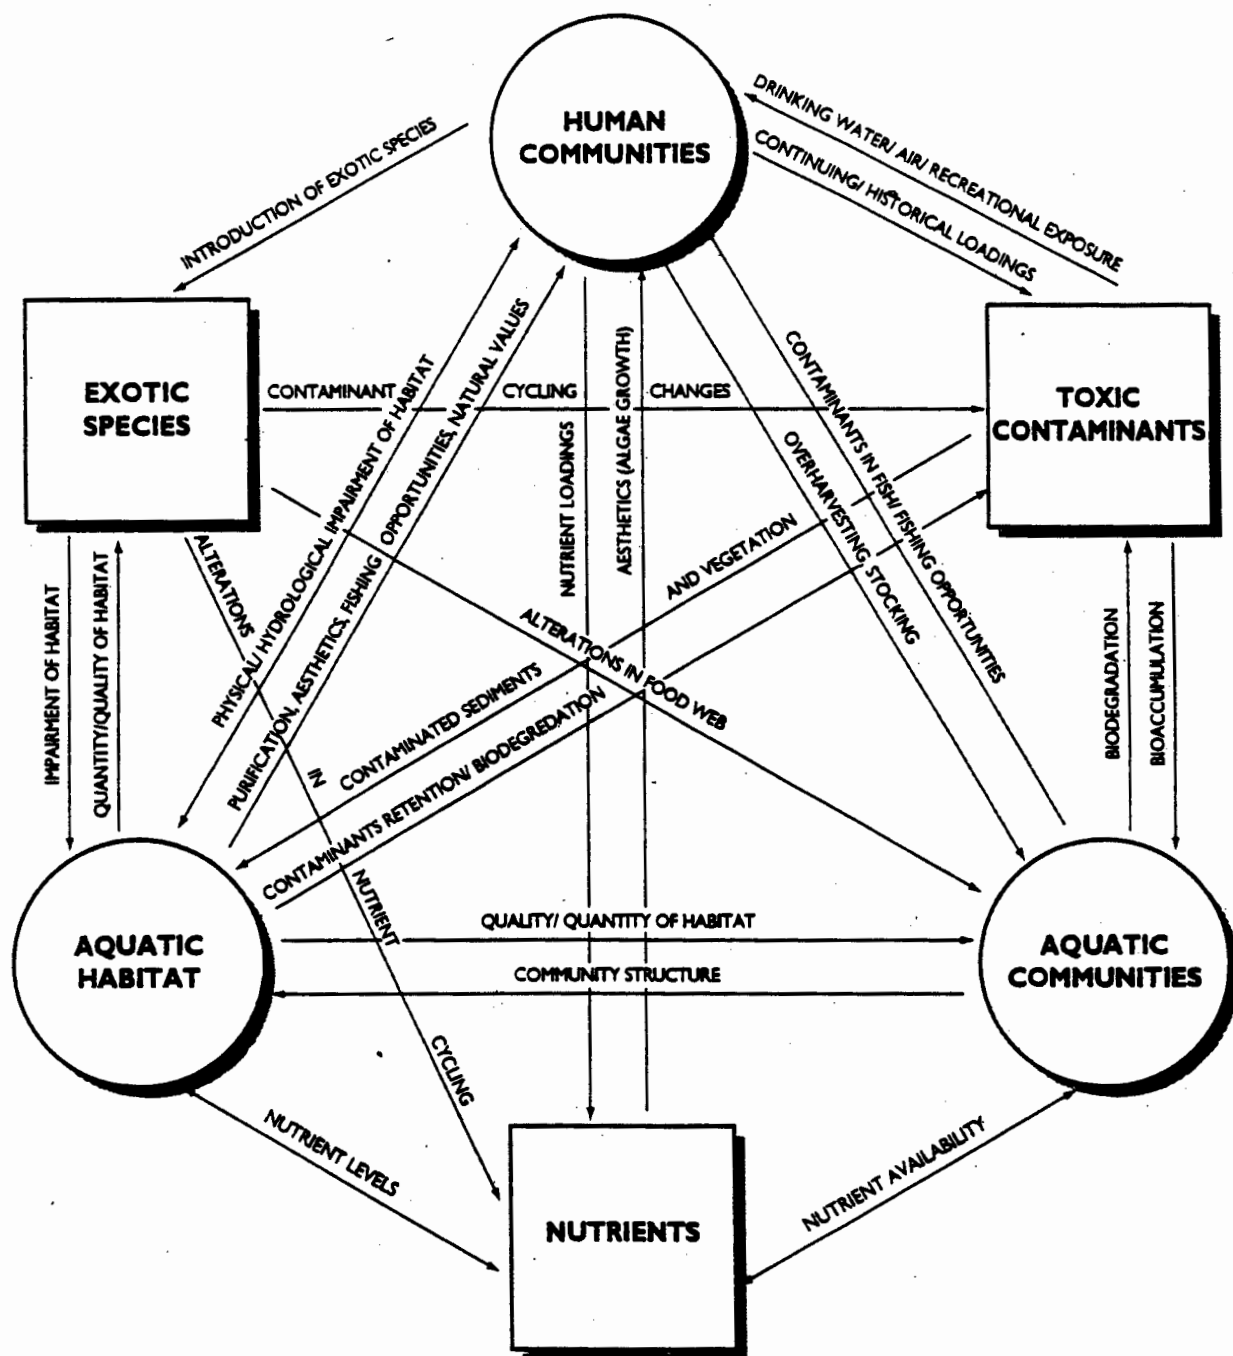 HUMAN
COMMUNITIES
DRINKING WATER/ AIR/ RECREATIONAL EXPOSURE
CONTINUING/ HISTORICAL LOADINGS
INTRODUCTION OF EXOTIC SPECIES
EXOTIC
SPECIES
TOXIC
CONTAMINANTS
CONTAMINANT CYCLING CHANGES
PHYSICAL/ HYDROLOGICAL IMPAIRMENT OF HABITAT
PURIFICATION, AESTHETICS, FISHING OPPORTUNITIES, NATURAL VALUES
NUTRIENT LOADINGS
AESTHETICS (ALGAE GROWTH)
CONTAMINANTS IN FISH/ FISHING OPPORTUNITIES
OVERHARVESTING, STOCKING
IMPAIRMENT OF HABITAT
QUANTITY/QUALITY OF HABITAT
ALTERATIONS IN NUTRIENT CYCLING
ALTERATIONS IN FOOD WEB
CONTAMINATED SEDIMENTS AND VEGETATION
CONTAMINANTS RETENTION/ BIODEGREDATION
BIODEGRADATION
BIOACCUMULATION
AQUATIC
HABITAT
QUALITY/ QUANTITY OF HABITAT
COMMUNITY STRUCTURE
AQUATIC
COMMUNITIES
NUTRIENT LEVELS
NUTRIENT AVAILABILITY
NUTRIENTS